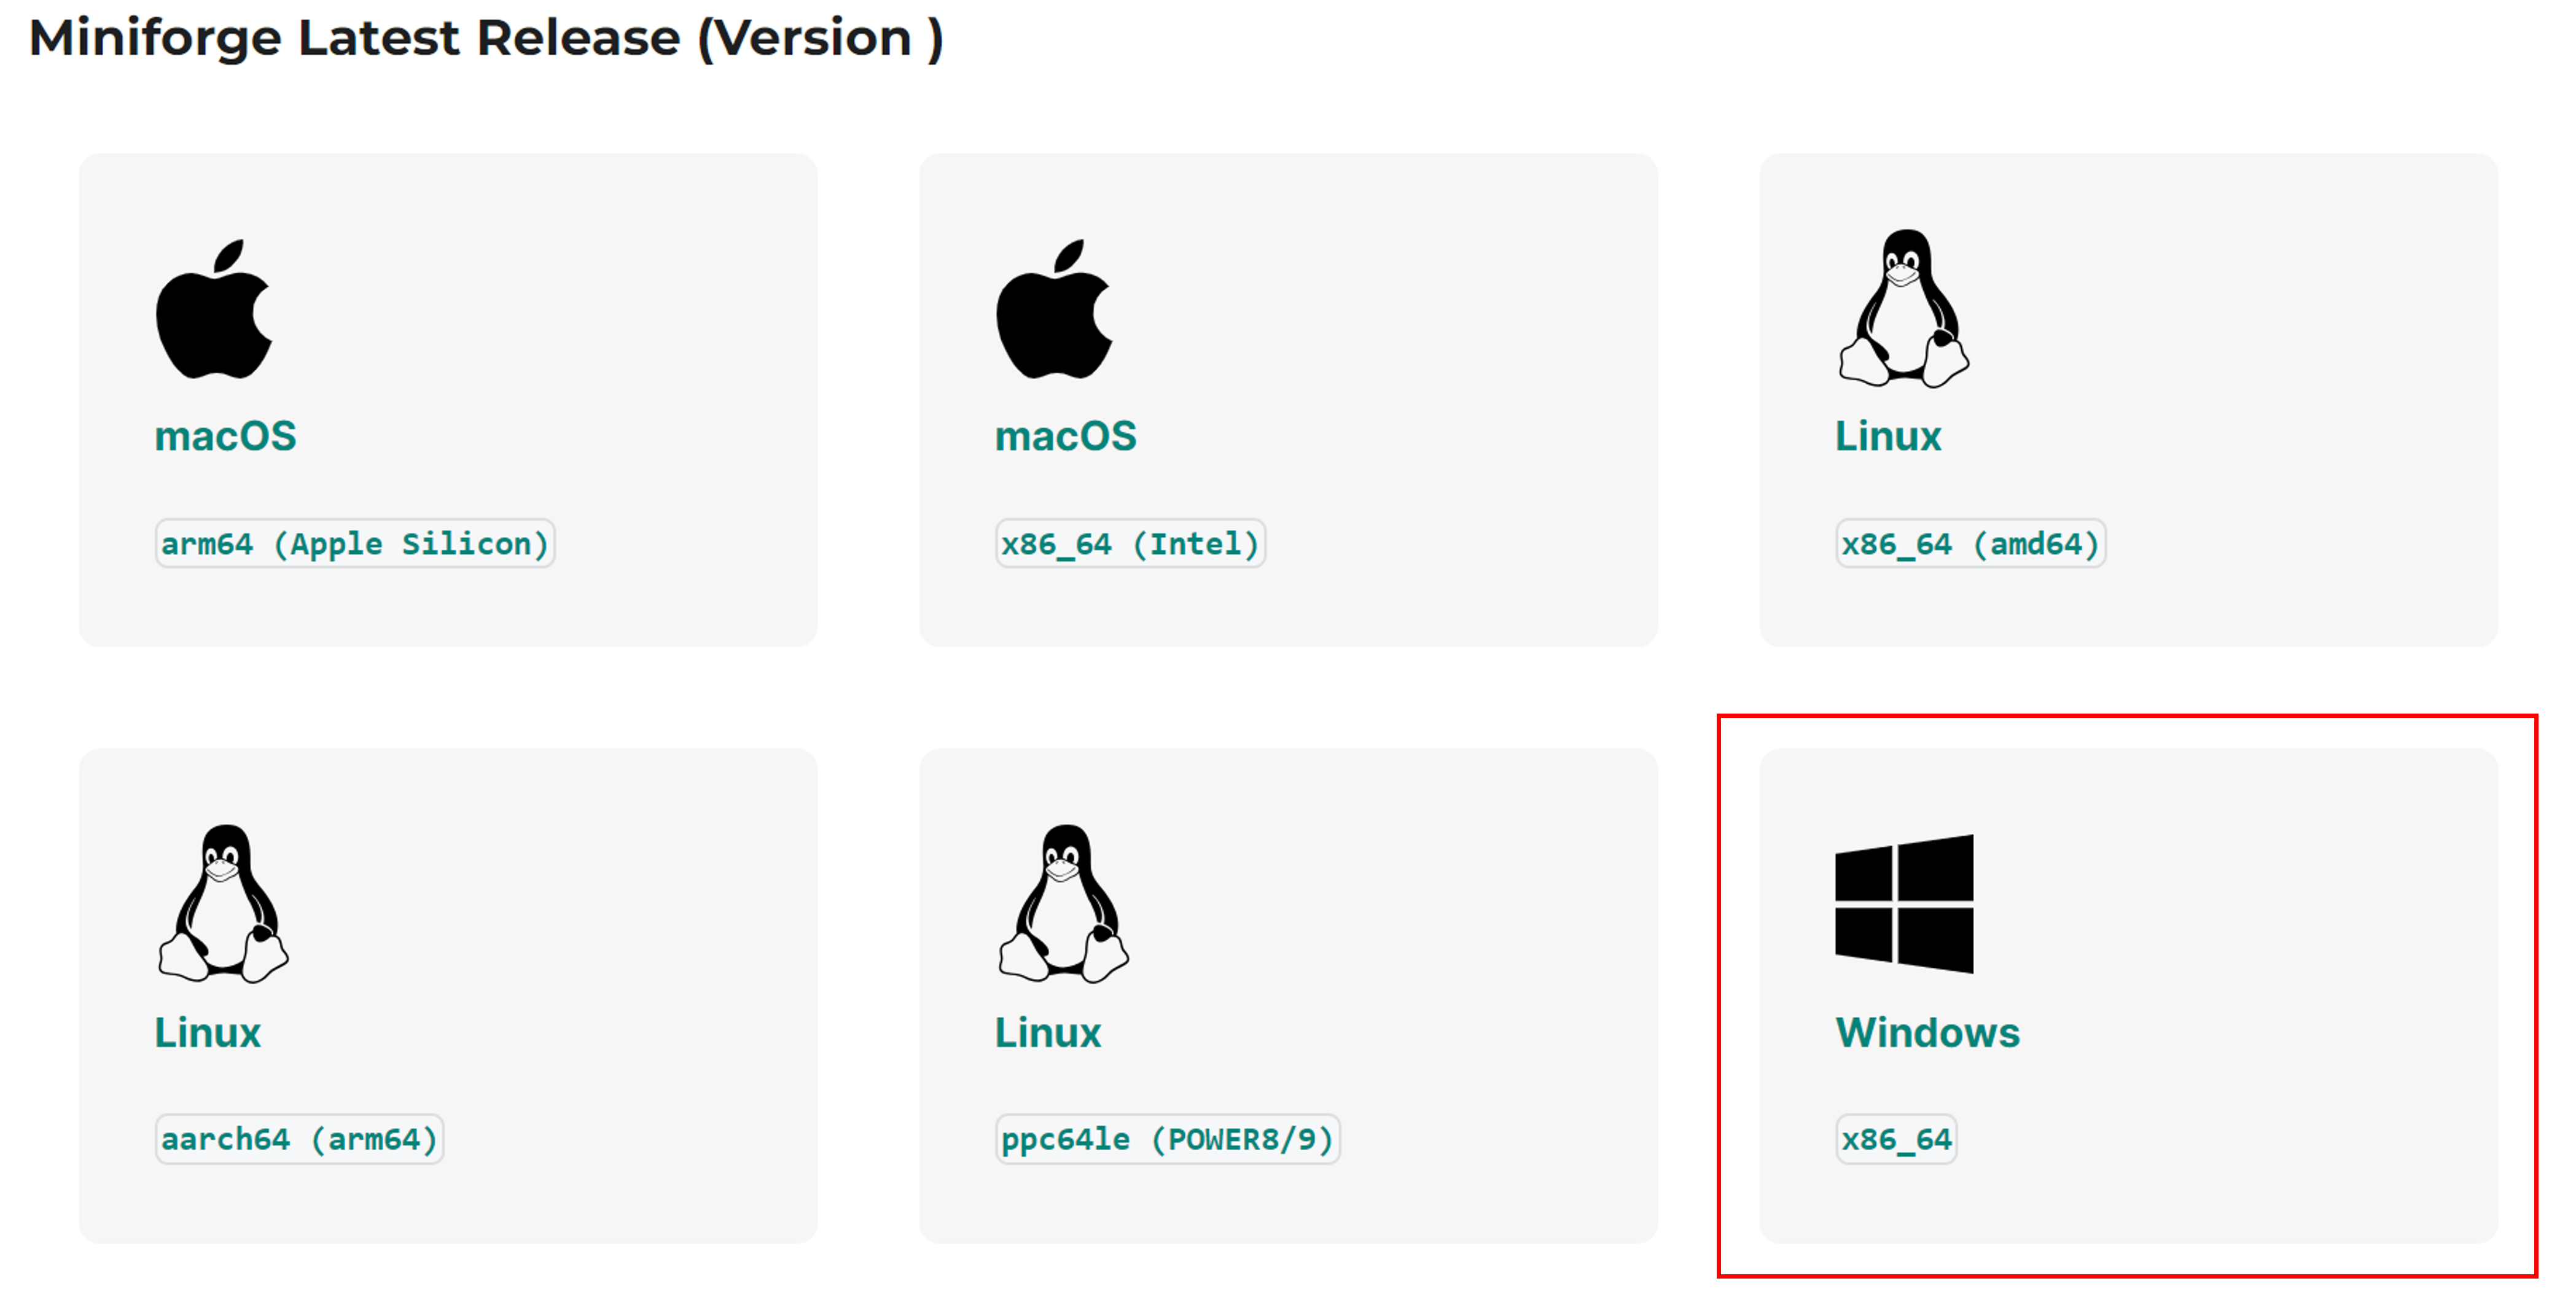 Miniforge Latest Release (Version )
macOS
arm64 (Apple Silicon)
macOS
x86_64 (Intel)
Linux
x86_64 (amd64)
Linux
aarch64 (arm64)
Linux
ppc64le (POWER8/9)
Windows
x86_64